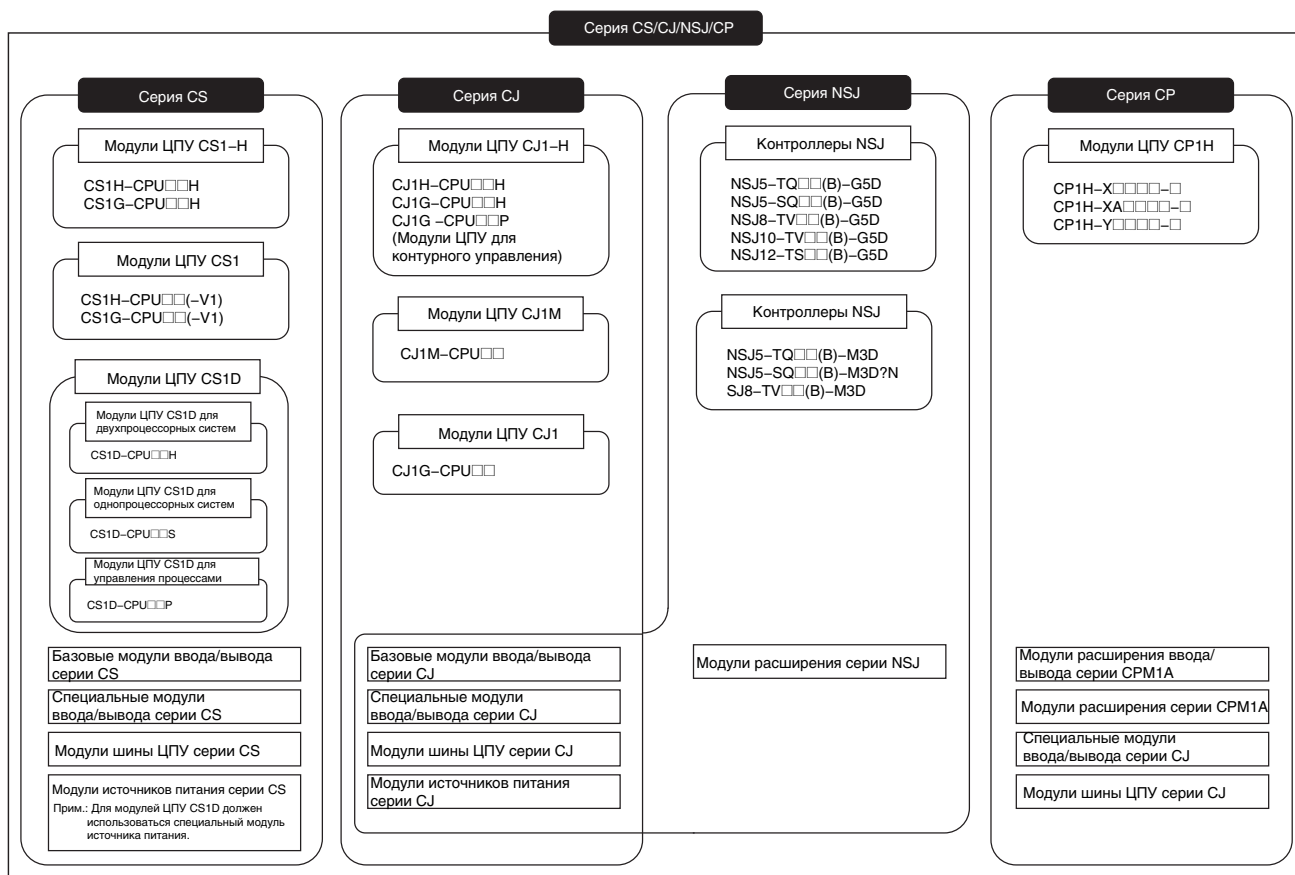 Серия CS/CJ/NSJ/CP
Серия CS
Модули ЦПУ CS1–H
CS1H–CPU□□H
CS1G–CPU□□H
Модули ЦПУ CS1
CS1H–CPU□□(–V1)
CS1G–CPU□□(–V1)
Модули ЦПУ CS1D
Модули ЦПУ CS1D для
двухпроцессорных систем
CS1D–CPU□□H
Модули ЦПУ CS1D для
однопроцессорных систем
CS1D–CPU□□S
Модули ЦПУ CS1D для
управления процессами
CS1D–CPU□□P
Базовые модули ввода/вывода
серии CS
Специальные модули
ввода/вывода серии CS
Модули шины ЦПУ серии CS
Модули источников питания серии CS
Прим.: Для модулей ЦПУ CS1D должен
использоваться специальный модуль
источника питания.
Серия CJ
Модули ЦПУ CJ1–H
CJ1H–CPU□□H
CJ1G–CPU□□H
CJ1G –CPU□□P
(Модули ЦПУ для
контурного управления)
Модули ЦПУ CJ1M
CJ1M–CPU□□
Модули ЦПУ CJ1
CJ1G–CPU□□
Базовые модули ввода/вывода
серии CJ
Специальные модули
ввода/вывода серии CJ
Модули шины ЦПУ серии CJ
Модули источников питания
серии CJ
Серия NSJ
Контроллеры NSJ
NSJ5–TQ□□(B)–G5D
NSJ5–SQ□□(B)–G5D
NSJ8–TV□□(B)–G5D
NSJ10–TV□□(B)–G5D
NSJ12–TS□□(B)–G5D
Контроллеры NSJ
NSJ5–TQ□□(B)–M3D
NSJ5–SQ□□(B)–M3D?N
SJ8–TV□□(B)–M3D
Модули расширения серии NSJ
Серия CP
Модули ЦПУ CP1H
CP1H–X□□□□–□
CP1H–XA□□□□–□
CP1H–Y□□□□–□
Модули расширения ввода/
вывода серии CPM1A
Модули расширения серии CPM1A
Специальные модули
ввода/вывода серии CJ
Модули шины ЦПУ серии CJ